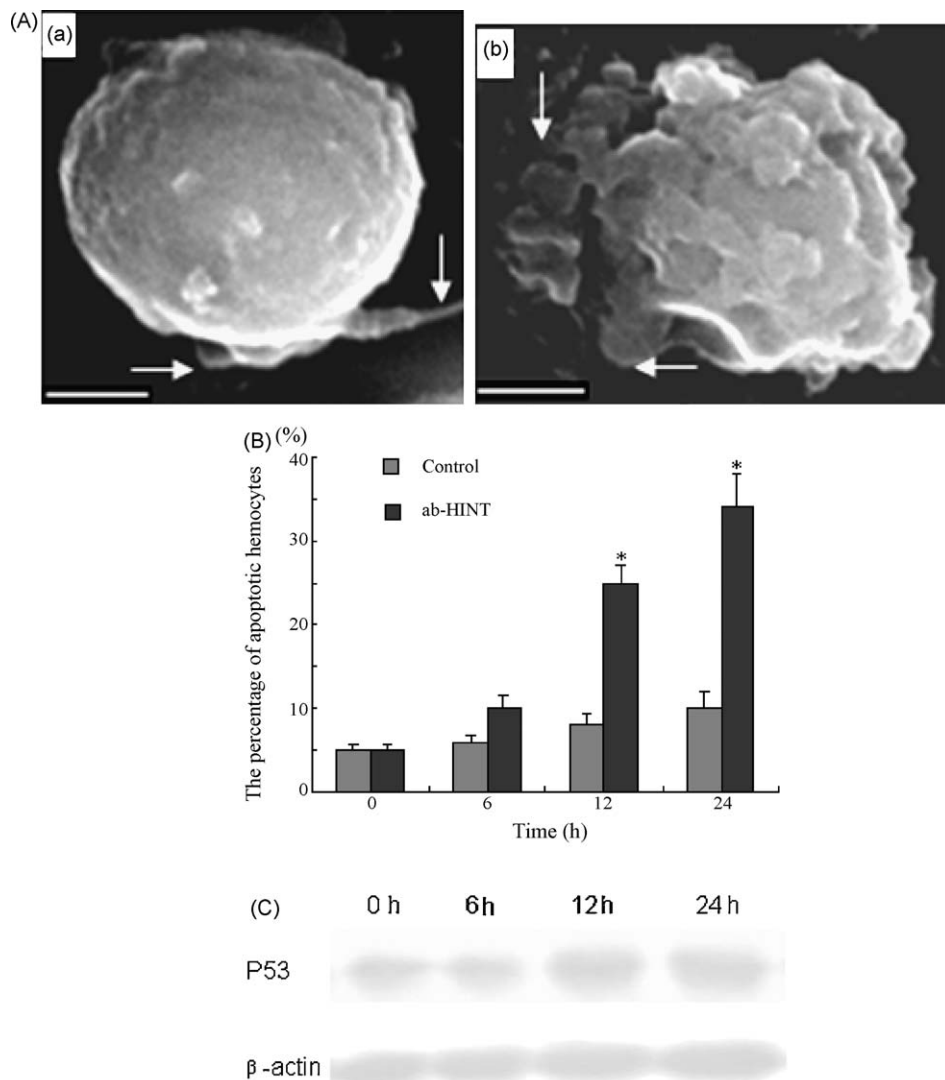 (A)
(a)
(b)
(B) (%)
The percentage of apoptotic hemocytes
40
30
20
10
0
Control
ab-HINT
*
*
0 6 12 24
Time (h)
(C) 0 h 6h 12h 24 h
P53
β-actin